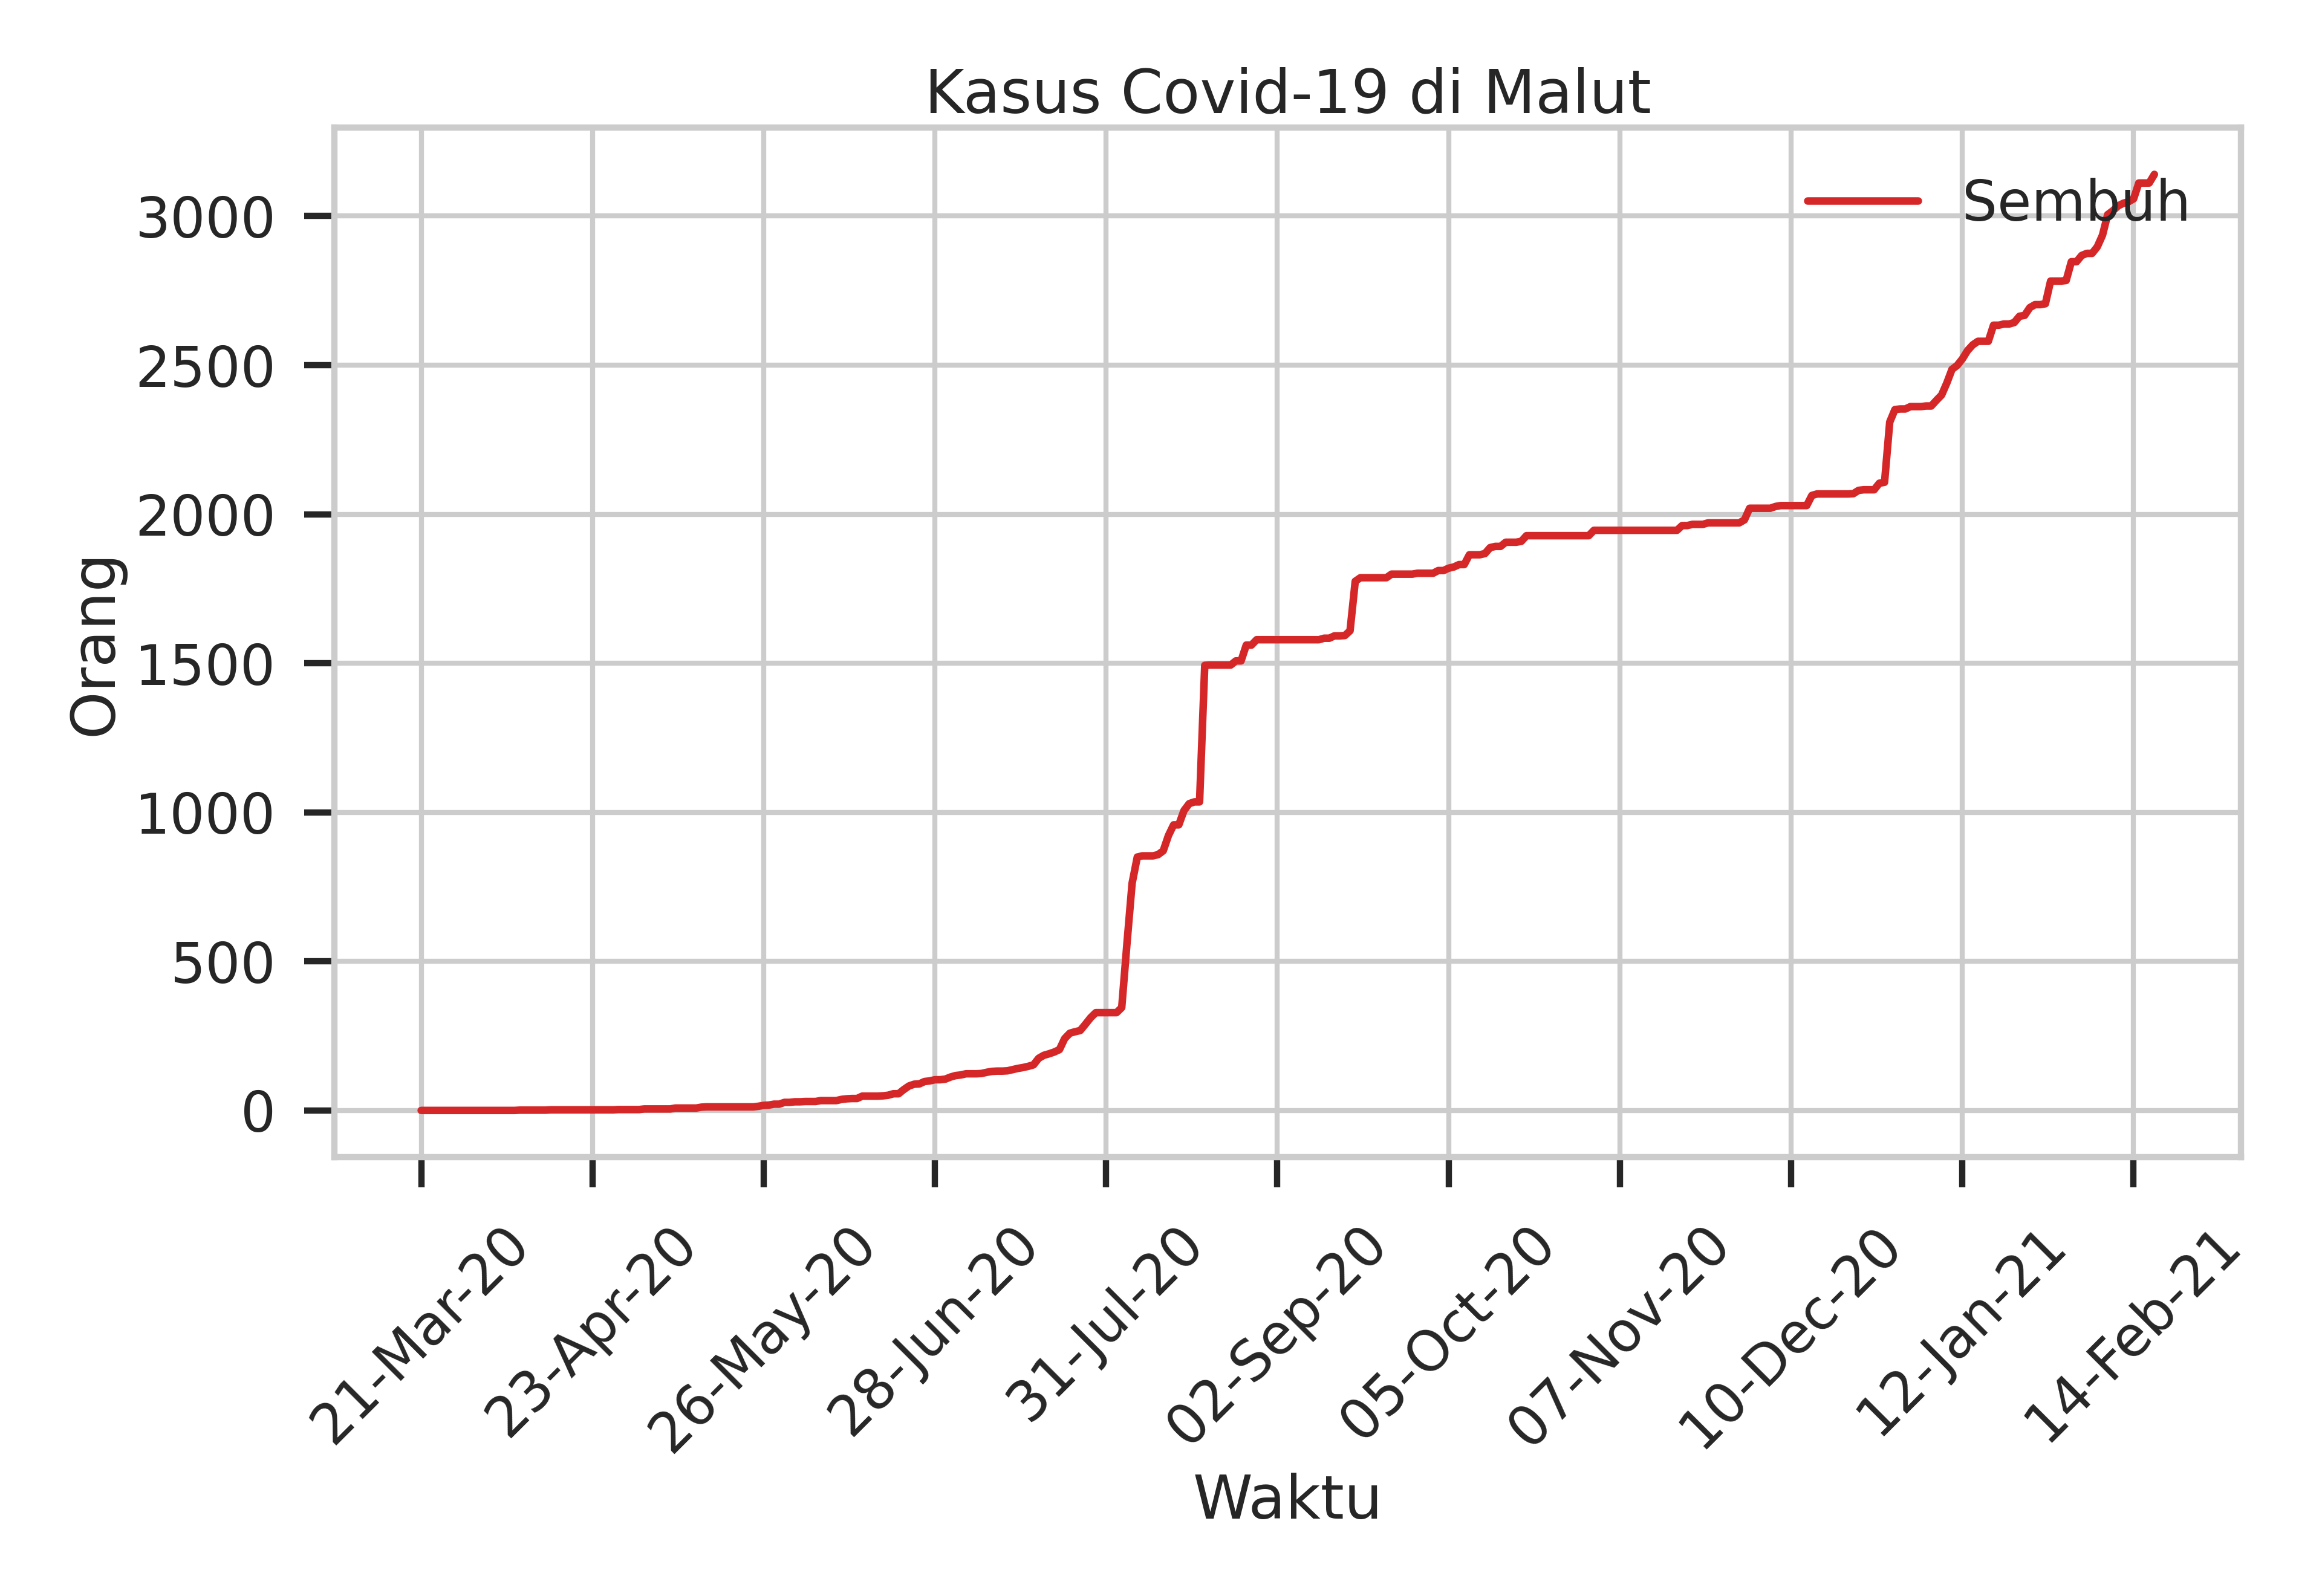 Kasus Covid-19 di Malut
Sembuh
Orang
3000
2500
2000
1500
1000
500
0
21-Mar-20
23-Apr-20
26-May-20
28-Jun-20
31-Jul-20
02-Sep-20
05-Oct-20
07-Nov-20
10-Dec-20
12-Jan-21
14-Feb-21
Waktu